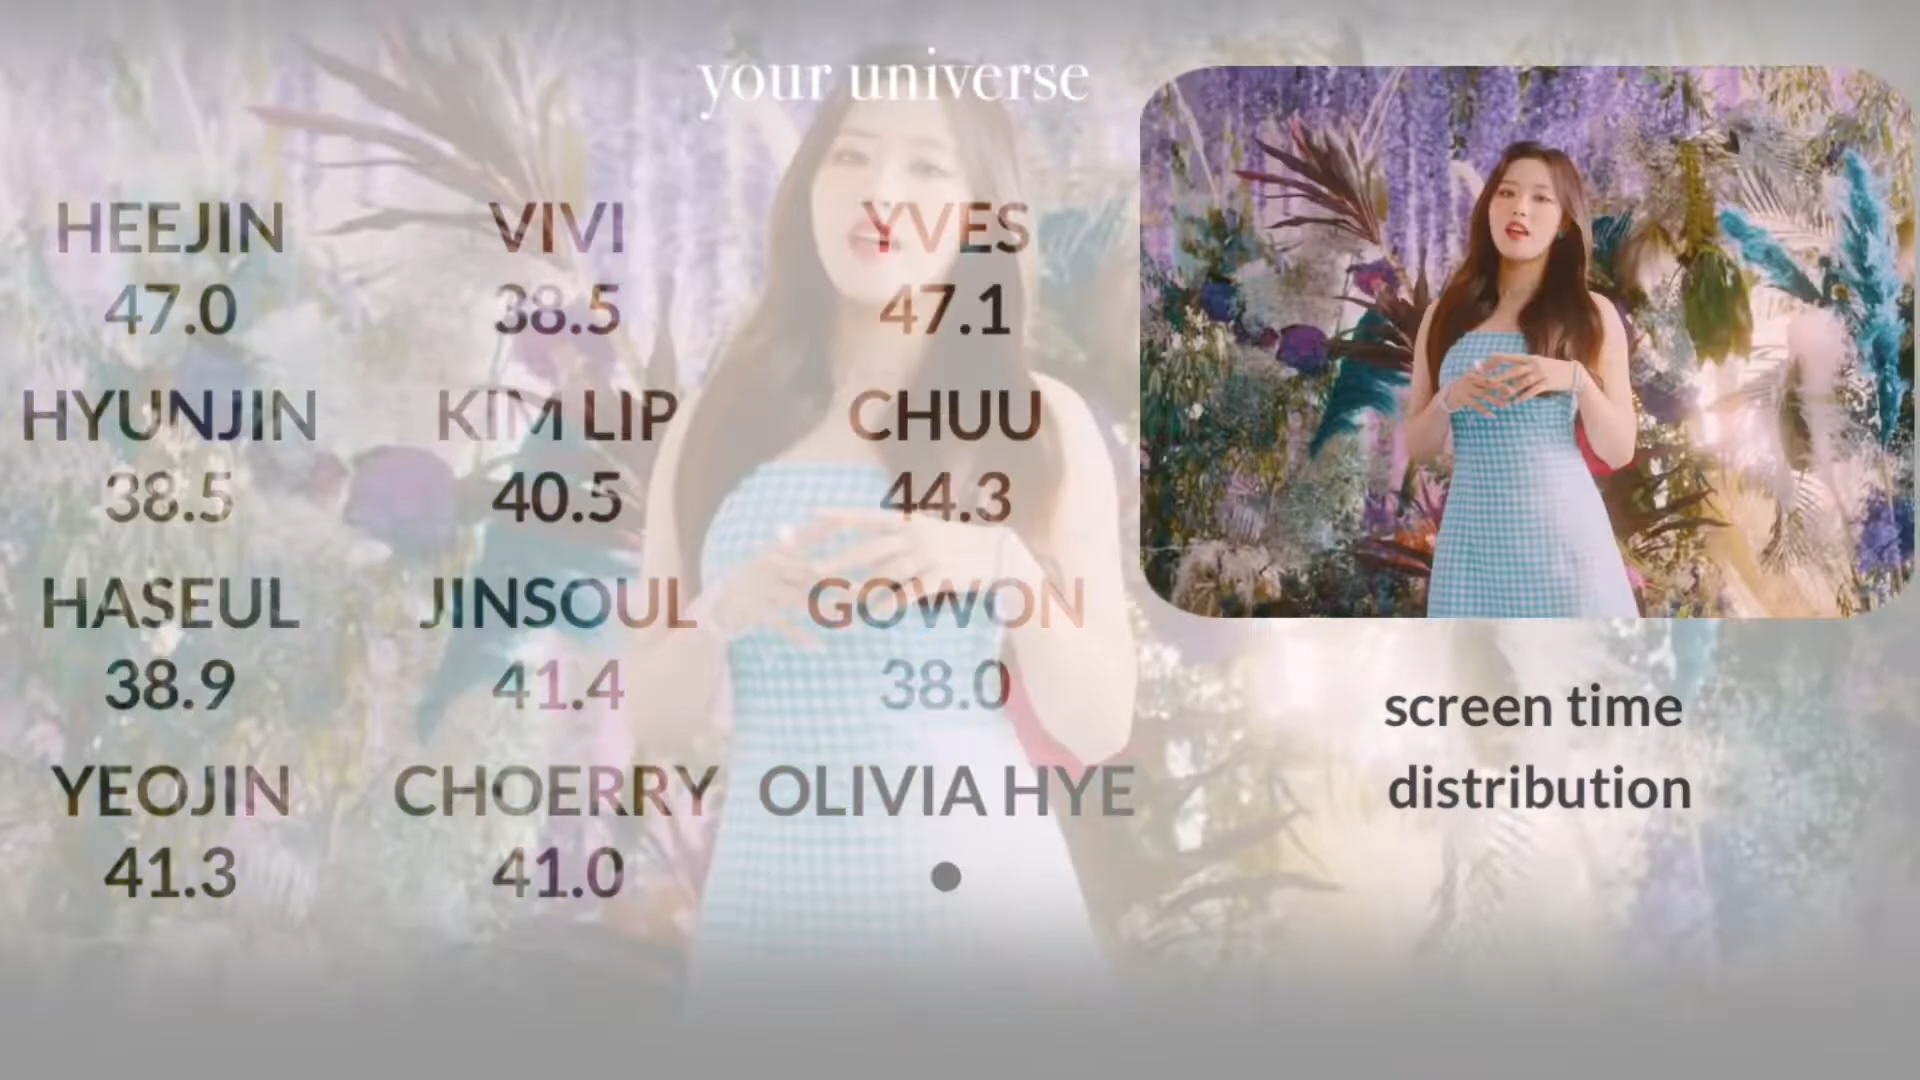 your universe
HEEJIN VIVI YVES
47.0 38.5 47.1
HYUNJIN KIM LIP CHUU
38.5 40.5 44.3
HASEUL JINSOUL GOWON
38.9 41.4 38.0
YEOJIN CHOERRY OLIVIA HYE
41.3 41.0 •
screen time
distribution